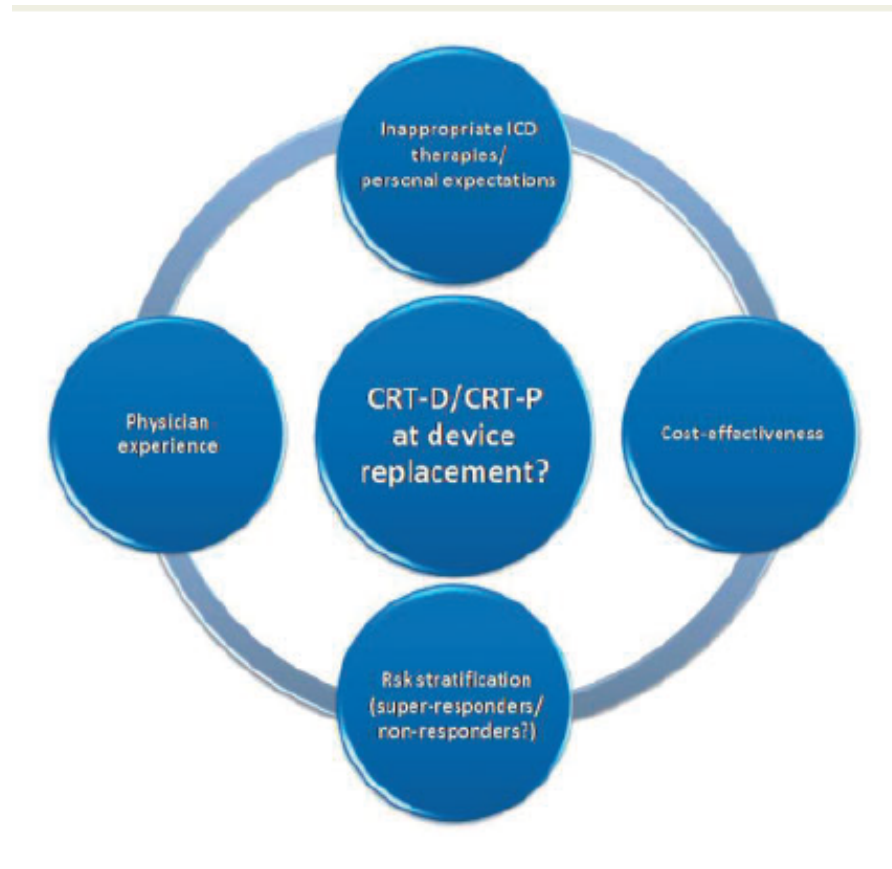 Inappropriate ICD
therapies/
personal expectations
Physician
experience
CRT-D/CRT-P
at device
replacement?
Cost-effectiveness
Rsk stratification
(super-responders/
non-responders?)